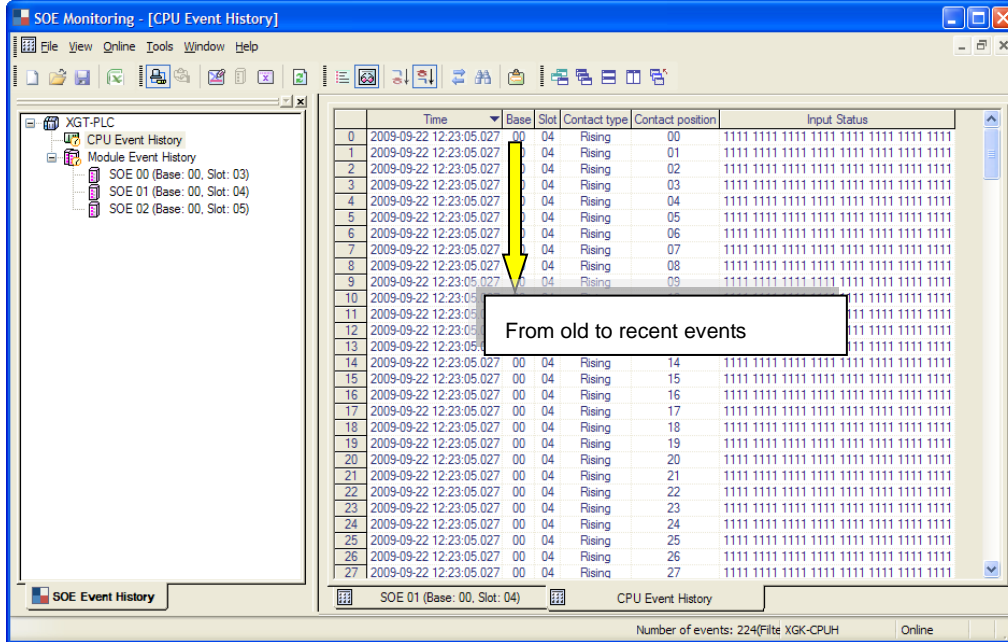 SOE Monitoring - [CPU Event History]
File View Online Tools Window Help
XGT-PLC
CPU Event History
Module Event History
SOE 00 (Base: 00, Slot: 03)
SOE 01 (Base: 00, Slot: 04)
SOE 02 (Base: 00, Slot: 05)
SOE Event History
Time Base Slot Contact type Contact position Input Status
0 2009-09-22 12:23:05.027 00 04 Rising 00 1111 1111 1111 1111 1111 1111 1111 1111
1 2009-09-22 12:23:05.027 04 Rising 01 1111 1111 1111 1111 1111 1111 1111 1111
2 2009-09-22 12:23:05.027 04 Rising 02 1111 1111 1111 1111 1111 1111 1111 1111
3 2009-09-22 12:23:05.027 04 Rising 03 1111 1111 1111 1111 1111 1111 1111 1111
4 2009-09-22 12:23:05.027 04 Rising 04 1111 1111 1111 1111 1111 1111 1111 1111
5 2009-09-22 12:23:05.027 04 Rising 05 1111 1111 1111 1111 1111 1111 1111 1111
6 2009-09-22 12:23:05.027 04 Rising 06 1111 1111 1111 1111 1111 1111 1111 1111
7 2009-09-22 12:23:05.027 04 Rising 07 1111 1111 1111 1111 1111 1111 1111 1111
8 2009-09-22 12:23:05.027 04 Rising 08 1111 1111 1111 1111 1111 1111 1111 1111
9 2009-09-22 12:23:05.027 04 Rising 09 1111 1111 1111 1111 1111 1111 1111 1111
10 2009-09-22 1111 1111 1111
11 2009-09-22 1111 1111 1111
12 2009-09-22 1111 1111 1111
13 2009-09-22 1111 1111 1111
From old to recent events
14 2009-09-22 12:23:05.027 00 04 Rising 14 1111 1111 1111 1111 1111 1111 1111 1111
15 2009-09-22 12:23:05.027 00 04 Rising 15 1111 1111 1111 1111 1111 1111 1111 1111
16 2009-09-22 12:23:05.027 00 04 Rising 16 1111 1111 1111 1111 1111 1111 1111 1111
17 2009-09-22 12:23:05.027 00 04 Rising 17 1111 1111 1111 1111 1111 1111 1111 1111
18 2009-09-22 12:23:05.027 00 04 Rising 18 1111 1111 1111 1111 1111 1111 1111 1111
19 2009-09-22 12:23:05.027 00 04 Rising 19 1111 1111 1111 1111 1111 1111 1111 1111
20 2009-09-22 12:23:05.027 00 04 Rising 20 1111 1111 1111 1111 1111 1111 1111 1111
21 2009-09-22 12:23:05.027 00 04 Rising 21 1111 1111 1111 1111 1111 1111 1111 1111
22 2009-09-22 12:23:05.027 00 04 Rising 22 1111 1111 1111 1111 1111 1111 1111 1111
23 2009-09-22 12:23:05.027 00 04 Rising 23 1111 1111 1111 1111 1111 1111 1111 1111
24 2009-09-22 12:23:05.027 00 04 Rising 24 1111 1111 1111 1111 1111 1111 1111 1111
25 2009-09-22 12:23:05.027 00 04 Rising 25 1111 1111 1111 1111 1111 1111 1111 1111
26 2009-09-22 12:23:05.027 00 04 Rising 26 1111 1111 1111 1111 1111 1111 1111 1111
27 2009-09-22 12:23:05.027 00 04 Rising 27 1111 1111 1111 1111 1111 1111 1111 1111
SOE 01 (Base: 00, Slot: 04) CPU Event History
Number of events: 224(Filte XGK-CPUH Online